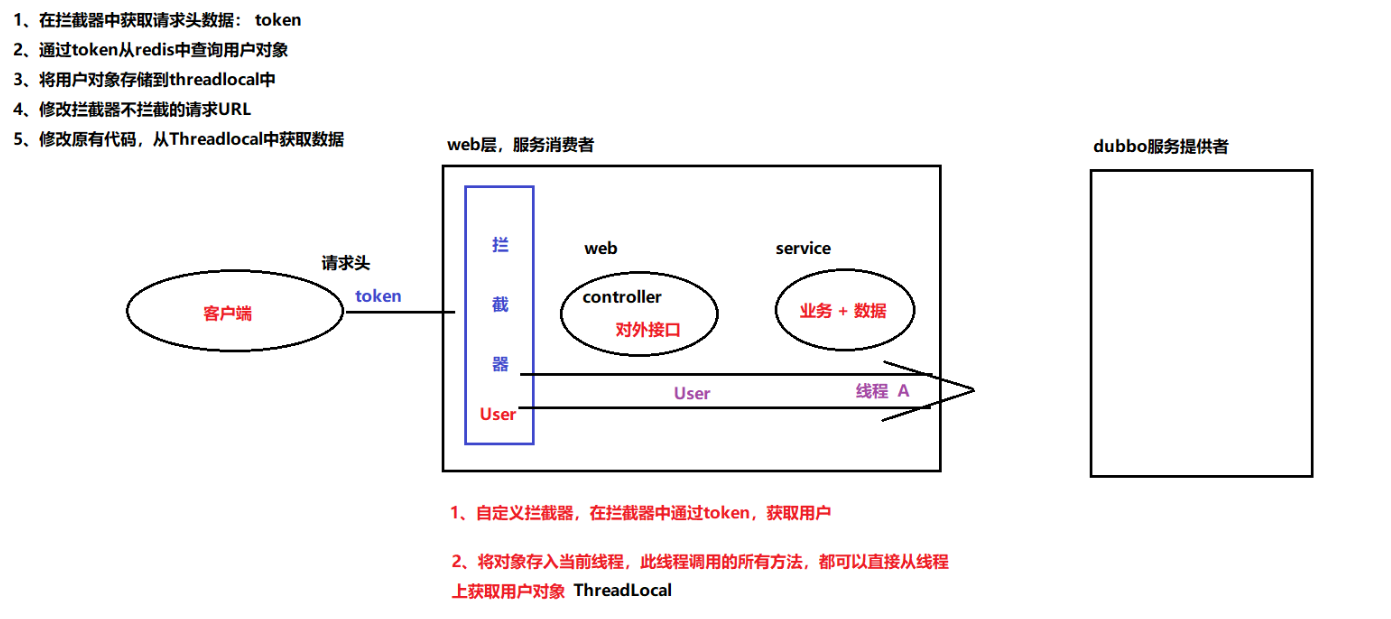 1、在拦截器中获取请求头数据： token
2、通过token从redis中查询用户对象
3、将用户对象存储到threadlocal中
4、修改拦截器不拦截的请求URL
5、修改原有代码，从Threadlocal中获取数据
web层，服务消费者
dubbo服务提供者
请求头
token
客户端
拦
截
器
User
web
controller
对外接口
service
业务 + 数据
User
线程 A
1、自定义拦截器，在拦截器中通过token，获取用户
2、将对象存入当前线程，此线程调用的所有方法，都可以直接从线程
上获取用户对象 ThreadLocal